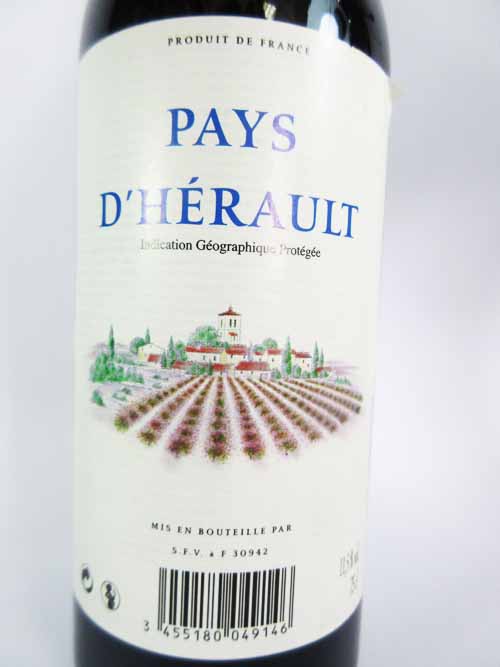 PRODUIT DE FRANCE
PAYS
D'HÉRAULT
Indication Géographique Protégée
MIS EN BOUTEILLE PAR
S.F.V. à F 30942
3 455180 049146